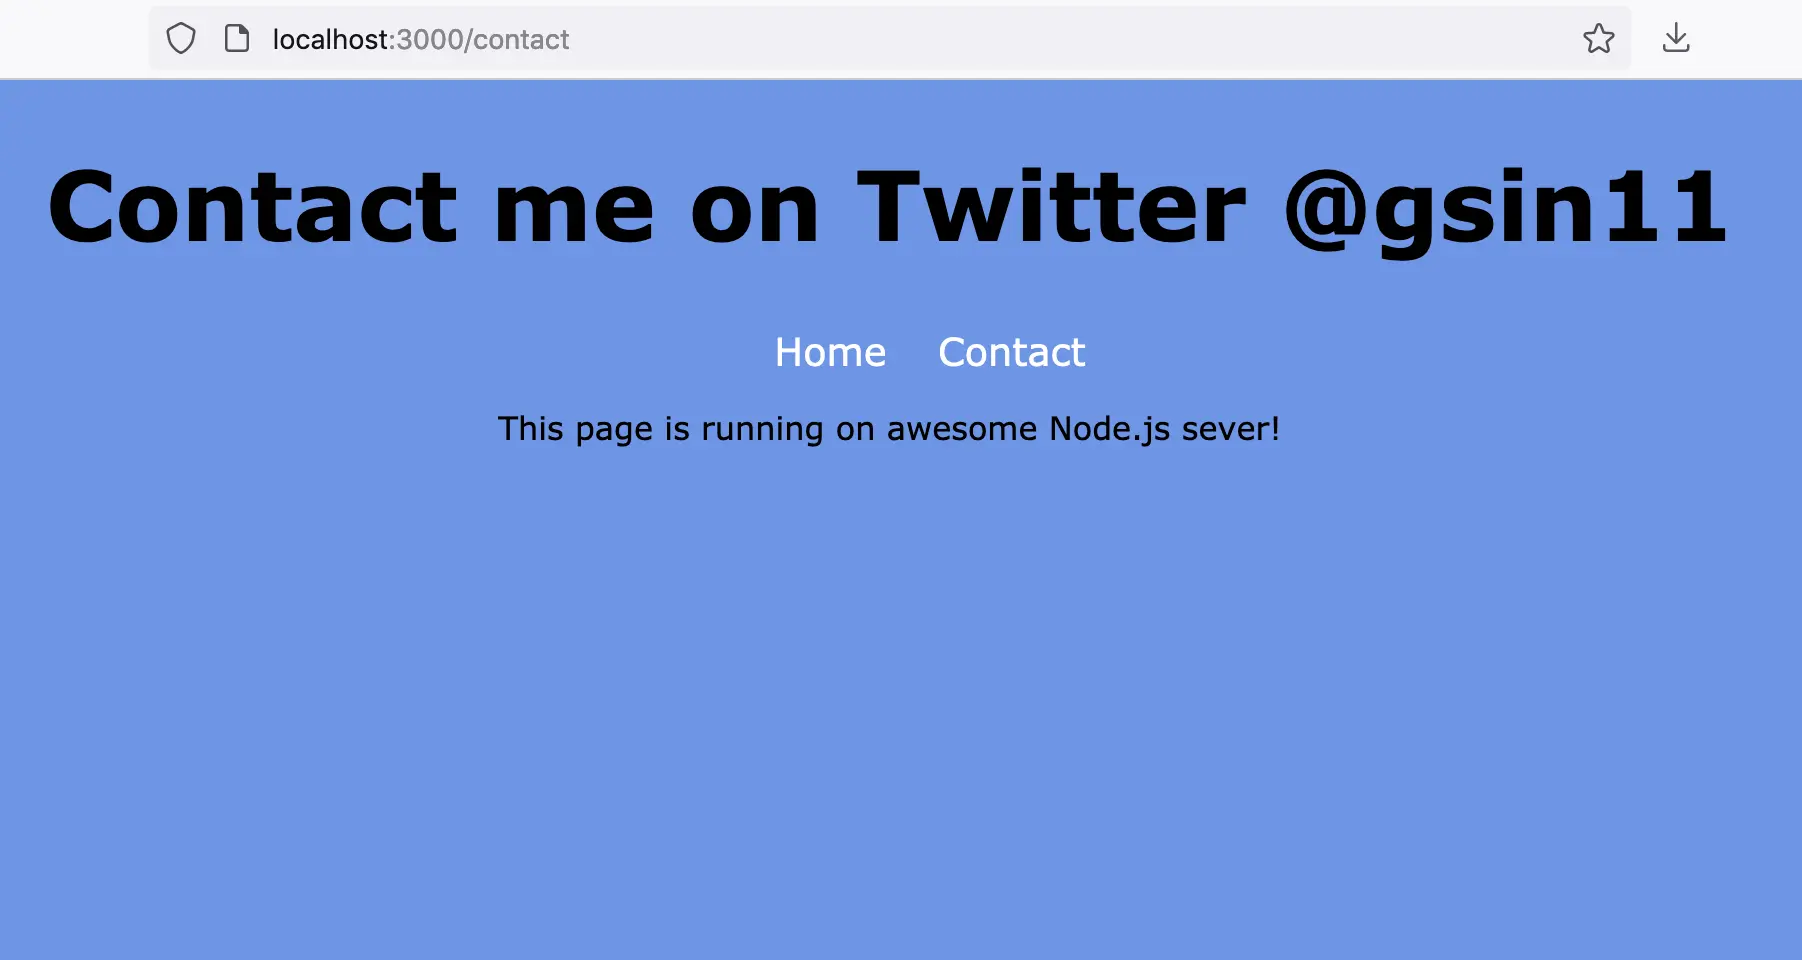 localhost:3000/contact
Contact me on Twitter @gsin11
Home Contact
This page is running on awesome Node.js sever!